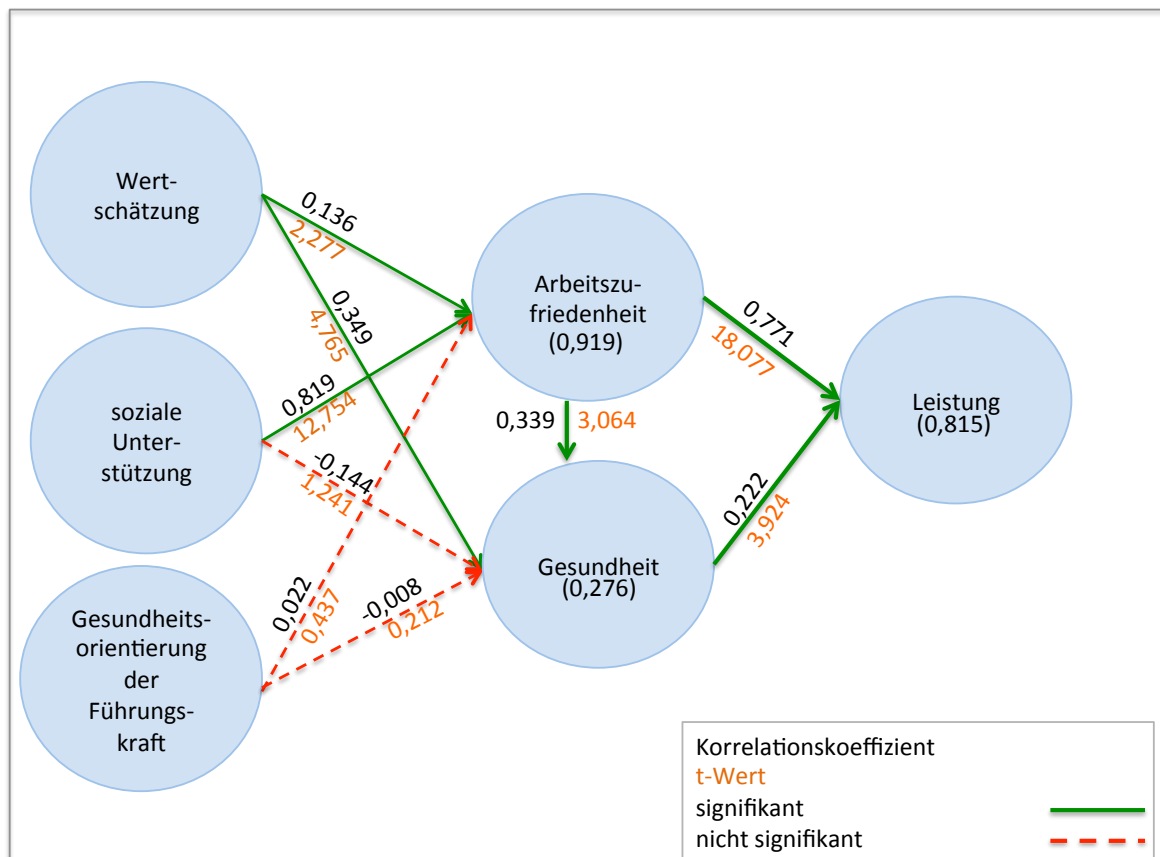 Wert-
schätzung
0,136
2,277
0,349
4,765
Arbeitszu-
friedenheit
(0,919)
0,771
18,077
soziale
Unter-
stützung
0,819
12,754
-0,144
1,241
0,339 3,064
Leistung
(0,815)
Gesundheit
(0,276)
0,222
3,924
Gesundheits-
orientierung
der
Führungs-
kraft
0,022
0,437
-0,008
0,212
Korrelationskoeffizient
t-Wert
signifikant
nicht signifikant